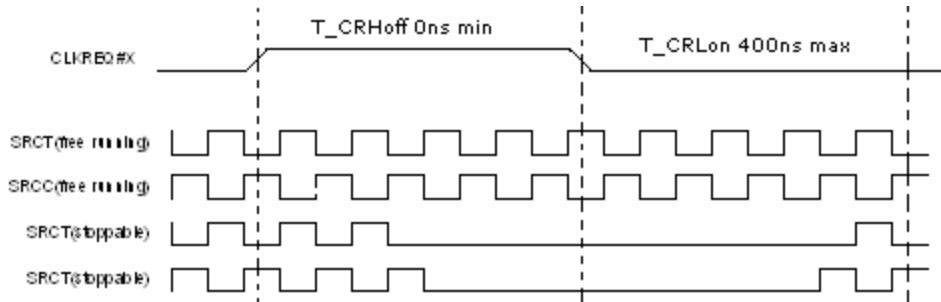 T_CRHoff 0ns min
T_CRLon 400ns max
CLKREQ#X
SRCT(free running)
SRCC(free running)
SRCT(stoppable)
SRCT(stoppable)